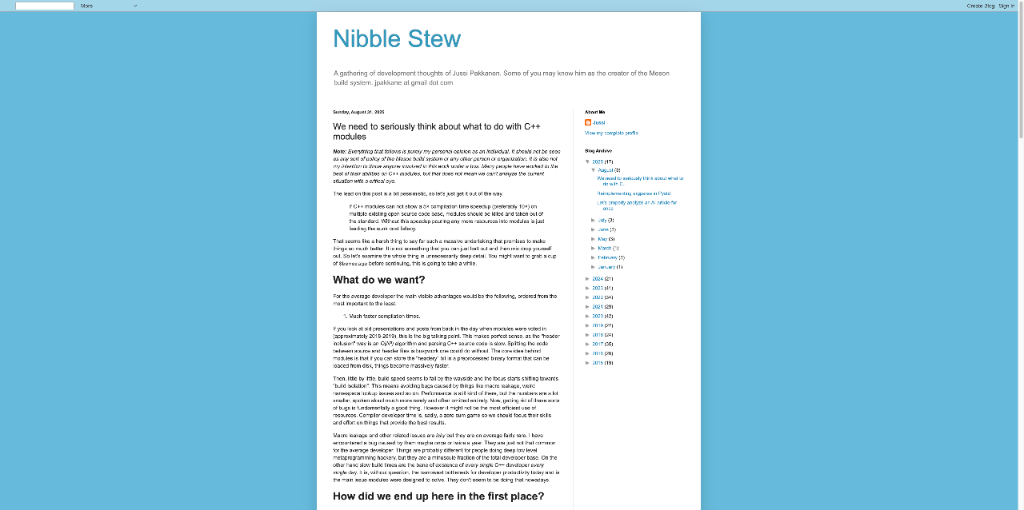 More
Create Blog Sign In
Nibble Stew
A gathering of development thoughts of Jussi Pakkanen. Some of you may know him as the creator of the Meson
build system. jpakkane at gmail dot com
Sunday, August 31, 2025
We need to seriously think about what to do with C++
modules
Note: Everything that follows is purely my personal opinion as an individual. It should not be seen
as any sort of policy of the Meson build system or any other person or organization. It is also not
my intention to throw anyone involved in this work under a bus. Many people have worked to the
best of their abilities on C++ modules, but that does not mean we can't analyze the current
situation with a critical eye.
The lead on this post is a bit pessimistic, so let's just get it out of the way.
If C++ modules can not show a 5x compilation time speedup (preferably 10x) on
multiple existing open source code base, modules should be killed and taken out of
the standard. Without this speedup pouring any more resources into modules is just
feeding the sunk cost fallacy.
That seems like a harsh thing to say for such a massive undertaking that promises to make
things so much better. It is not something that you can just belt out and then mic drop yourself
out. So let's examine the whole thing in unnecessarily deep detail. You might want to grab a cup
of before continuing, this is going to take a while.
What do we want?
For the average developer the main visible advantages would be the following, ordered from the
most important to the least.
1. Much faster compilation times.
If you look at old presentations and posts from back in the day when modules were voted in
(approximately 2018-2019), this is the big talking point. This makes perfect sense, as the "header
inclusion" way is an O(N²) algorithm and parsing C++ source code is slow. Splitting the code
between source and header files is busywork one could do without. The core idea behind
modules is that if you can store the "headery" bit in a preprocessed binary format that can be
loaded from disk, things become massively faster.
Then, little by little, build speed seems to fall by the wayside and the focus starts shifting towards
"build isolation". This means avoiding bugs caused by things like macro leakage, weird
namespace lookup issues and so on. Performance is still kind of there, but the numbers are a lot
smaller, spoken aloud much more rarely and often omitted entirely. Now, getting rid of these sorts
of bugs is fundamentally a good thing. However it might not be the most efficient use of
resources. Compiler developer time is, sadly, a zero sum game so we should focus their skills
and effort on things that provide the best results.
Macro leakage and other related issues are icky but they are on average fairly rare. I have
encountered a bug caused by them maybe once or twice a year. They are just not that common
for the average developer. Things are probably different for people doing deep low level
metaprogramming hackery, but they are a minuscule fraction of the total developer base. On the
other hand slow build times are the bane of existence of every single C++ developer every
single day. It is, without question, the narrowest bottleneck for developer productivity today and is
the main issue modules were designed to solve. They don't seem to be doing that nowadays.
How did we end up here in the first place?
About Me
Jussi
View my complete profile
Blog Archive
▼ 2025 (17)
▼ August (3)
We need to seriously think about what to
do with C...
Reimplementing argparse in Pystd
Let's properly analyze an AI article for
once
► July (3)
► June (2)
► May (3)
► March (3)
► February (2)
► January (1)
► 2024 (21)
► 2023 (41)
► 2022 (34)
► 2021 (28)
► 2020 (42)
► 2019 (27)
► 2018 (24)
► 2017 (35)
► 2016 (28)
► 2015 (19)